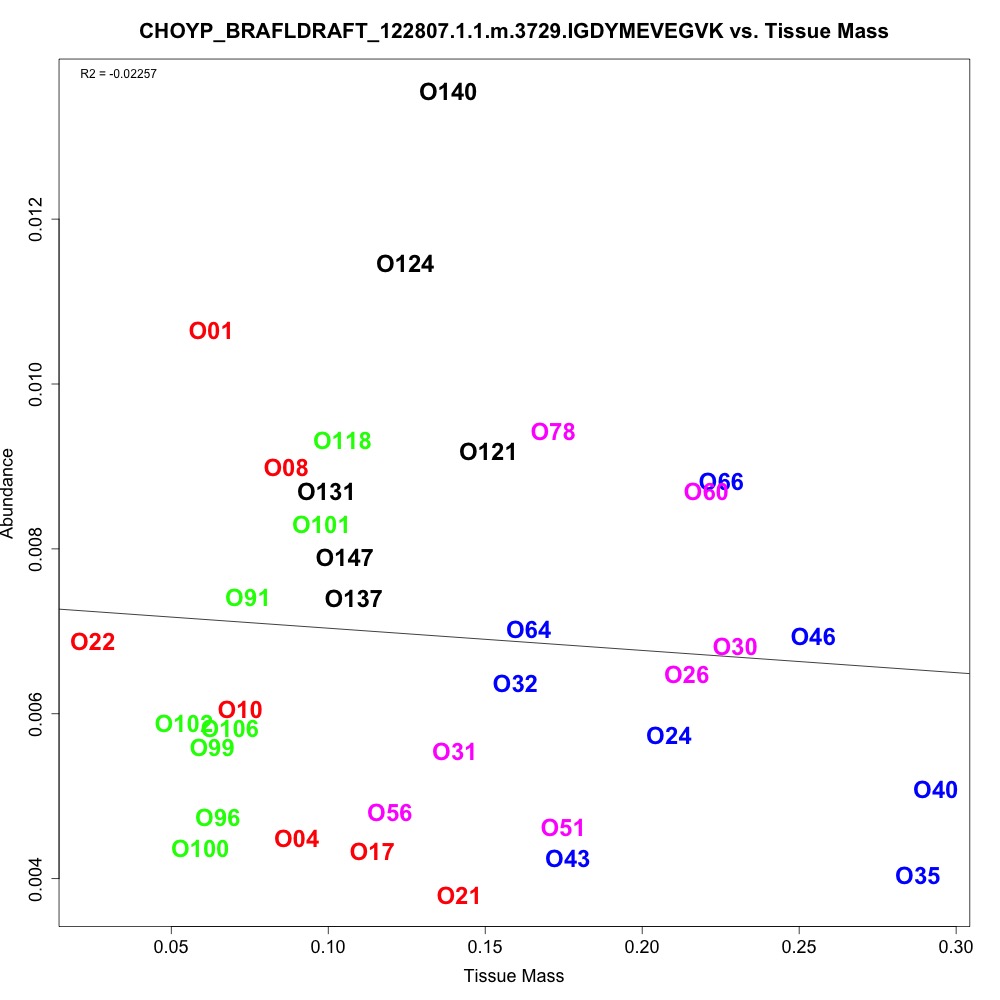 CHOYP_BRAFLDRAFT_122807.1.1.m.3729.IGDYMEVEGVK vs. Tissue Mass
R2 = -0.02257
O140
O124
O01
O78
O118
O121
O08
O66
O60
O131
O101
O147
O91
O137
O64
O46
O22
O30
O26
O32
O10
O102
O106
O24
O99
O31
O40
O56
O96
O51
O04
O100
O17
O43
O35
O21
0.012
0.010
0.008
0.006
0.004
Abundance
0.05 0.10 0.15 0.20 0.25 0.30
Tissue Mass